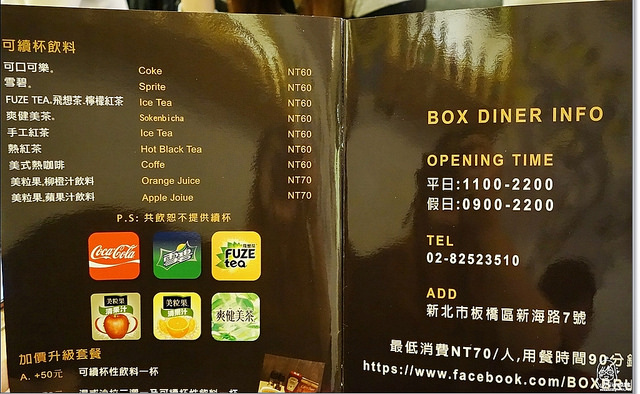 可續杯飲料
可口可樂。 Coke NT60
雪碧。 Sprite NT60
FUZE TEA.飛想茶.檸檬紅茶 Ice Tea NT60
爽健美茶. Sokenbicha NT60
手工紅茶 Ice Tea NT60
熱紅茶 Hot Black Tea NT60
美式熱咖啡 Coffe NT60
美粒果.柳橙汁飲料 Orange Juice NT70
美粒果.蘋果汁飲料 Apple Joiue NT70
P.S: 共飲恕不提供續杯
Coca-Cola
雪碧
FUZE
tea
美粒果
美粒果
爽健美茶
加價升級套餐
A. +50元 可續杯性飲料一杯
BOX DINER INFO
OPENING TIME
平日:1100-2200
假日:0900-2200
TEL
02-82523510
ADD
新北市板橋區新海路7號
最低消費NT70/人,用餐時間90分
https://www.facebook.com/BOXBRU